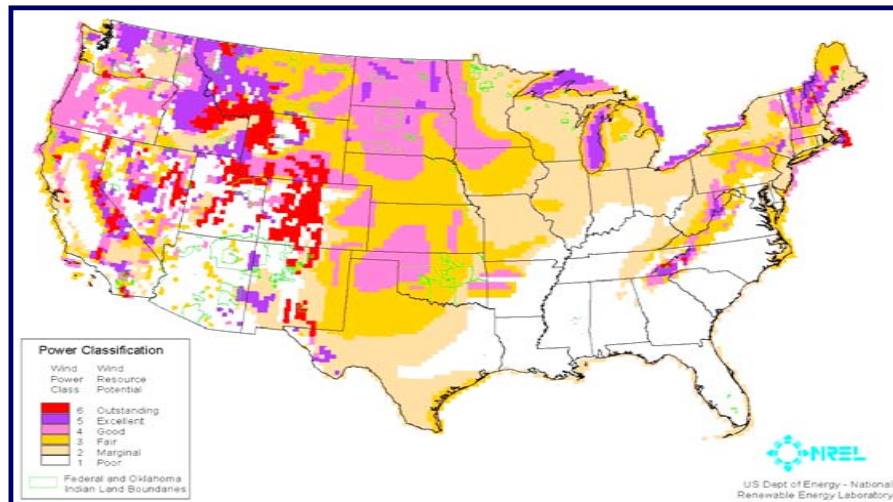 Power Classification
Wind Wind
Power Resource
Class Potential
6 Outstanding
5 Excellent
4 Good
3 Fair
2 Marginal
1 Poor
Federal and Oklahoma
Indian Land Boundaries
NREL
US Dept of Energy - National
Renewable Energy Laboratory